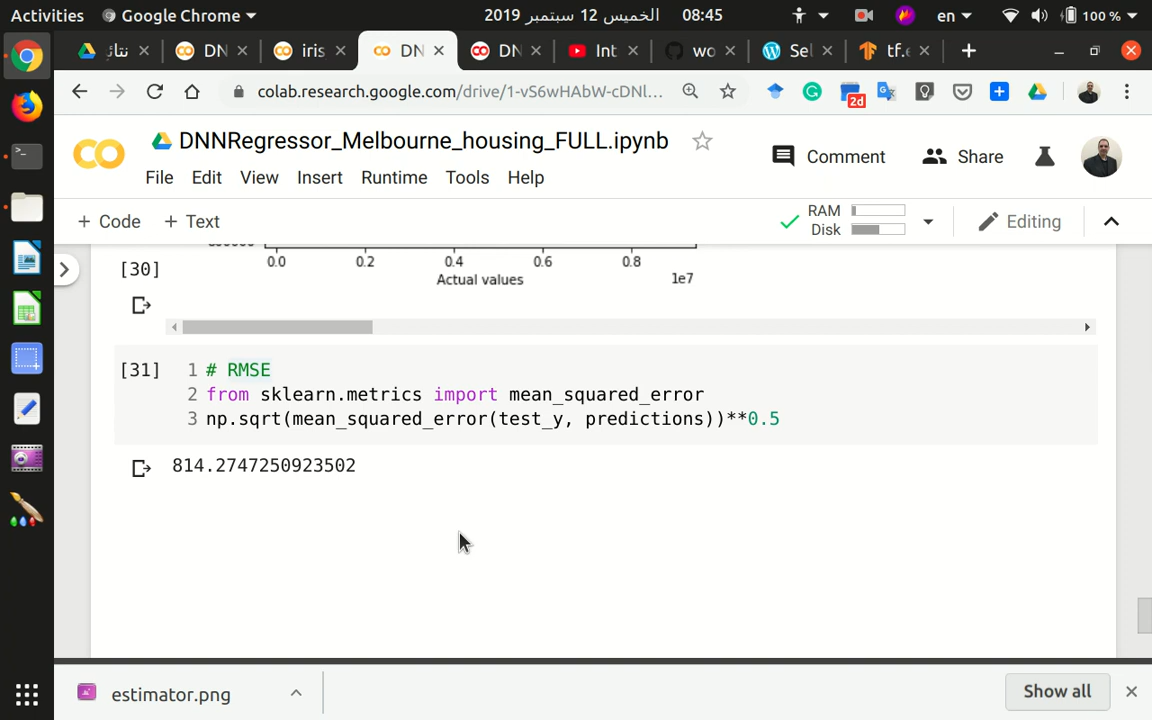 Activities Google Chrome 2019 الخميس 12 سبتمبر 08:45 en 100 %
نتائ DN iris DN DN Int wo Sel tf.e
colab.research.google.com/drive/1-vS6wHAbW-cDNl... 2d
DNNRegressor_Melbourne_housing_FULL.ipynb Comment Share
File Edit View Insert Runtime Tools Help
+ Code + Text RAM Disk Editing
0.0 0.2 0.4 0.6 0.8
[30] Actual values 1e7
[31] 1 # RMSE
2 from sklearn.metrics import mean_squared_error
3 np.sqrt(mean_squared_error(test_y, predictions))**0.5
814.2747250923502
estimator.png Show all